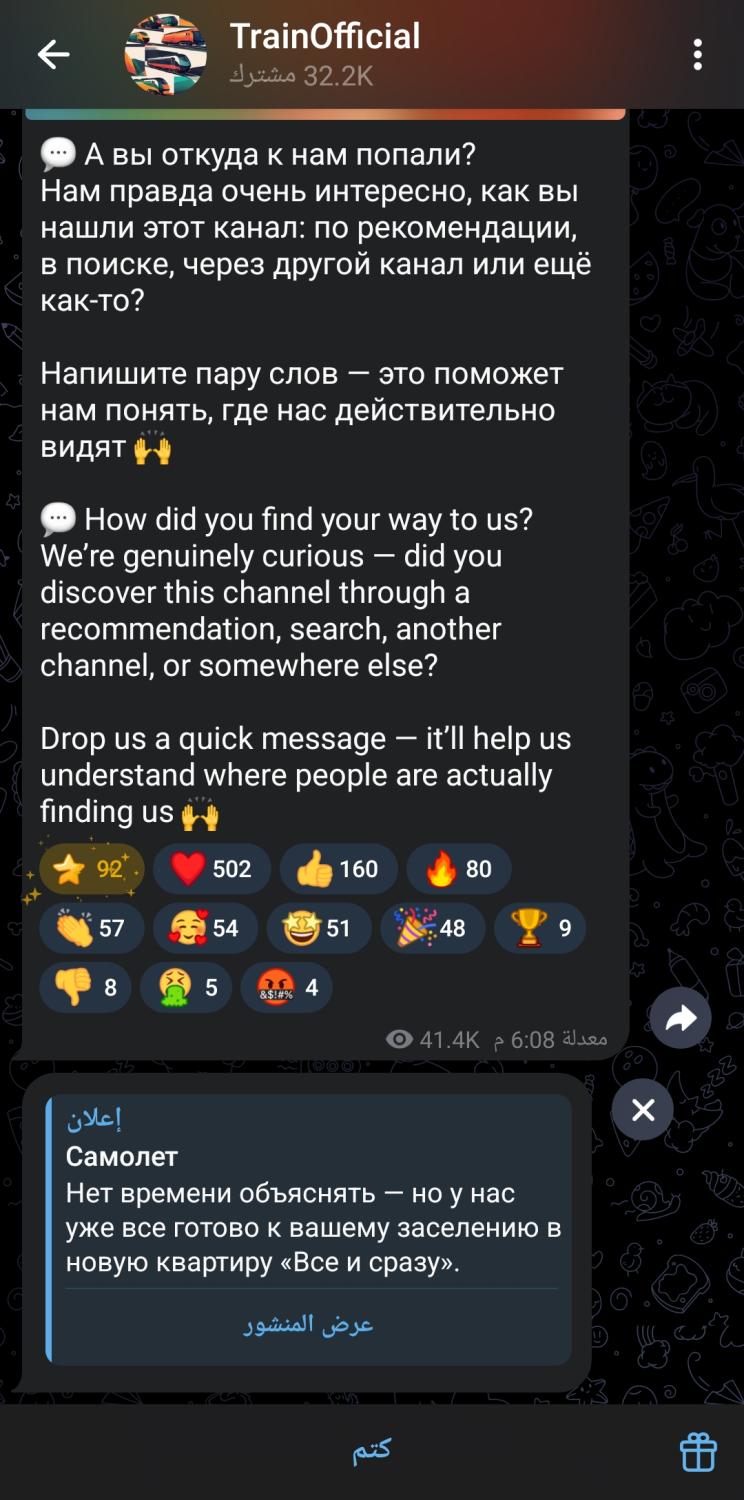 TrainOfficial
32.2K مشترك
💬 А вы откуда к нам попали?
Нам правда очень интересно, как вы
нашли этот канал: по рекомендации,
в поиске, через другой канал или ещё
как-то?
Напишите пару слов — это поможет
нам понять, где нас действительно
видят 🙌
💬 How did you find your way to us?
We’re genuinely curious — did you
discover this channel through a
recommendation, search, another
channel, or somewhere else?
Drop us a quick message — it’ll help us
understand where people are actually
finding us 🙌
⭐ 92 ❤️ 502 👍 160 🔥 80
👏 57 🥰 54 🤩 51 🎉 48 🏆 9
👎 8 🤮 5 🤬 4
41.4K معدلة 6:08 م
إعلان
Самолет
Нет времени объяснять — но у нас
уже все готово к вашему заселению в
новую квартиру «Все и сразу».
عرض المنشور
كتم